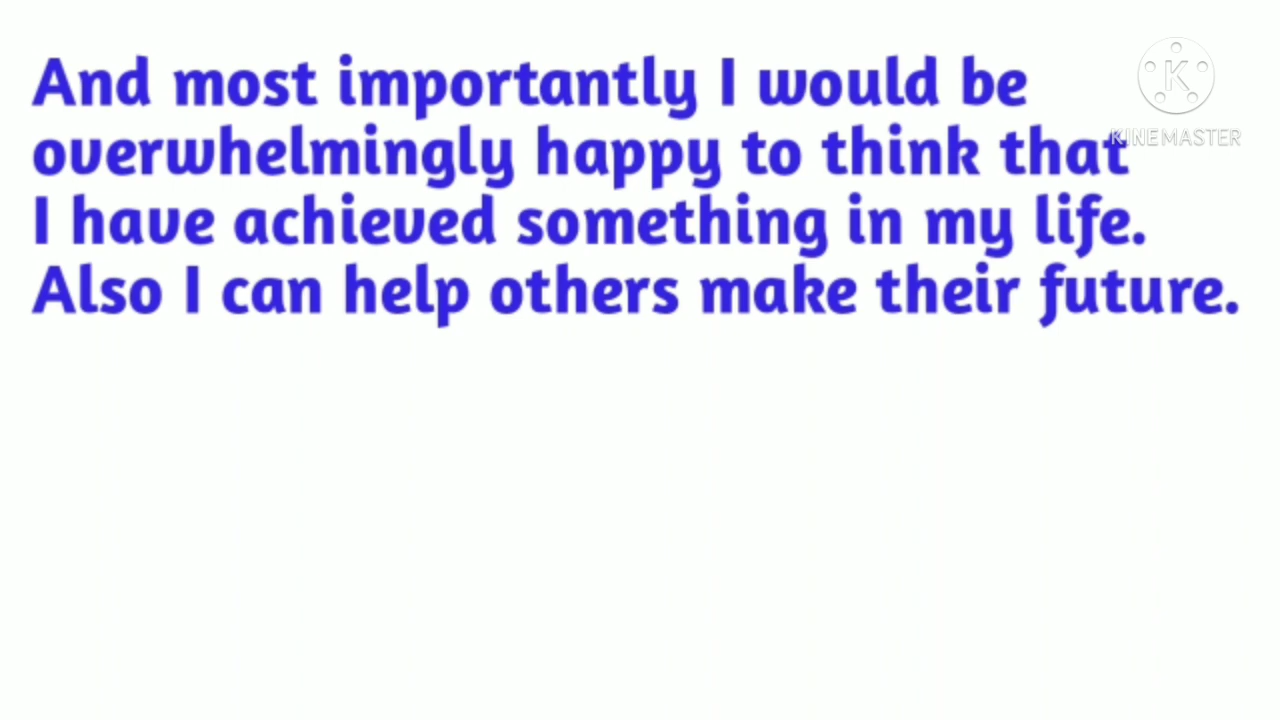 And most importantly I would be
overwhelmingly happy to think that
I have achieved something in my life.
Also I can help others make their future.
K
KINEMASTER